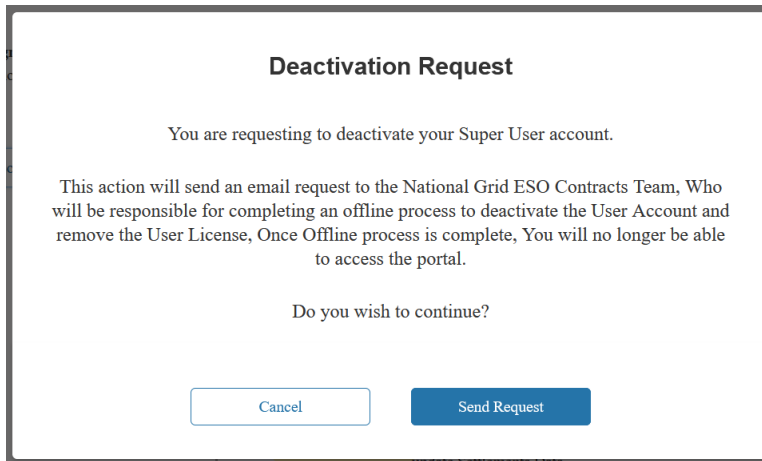 Deactivation Request
You are requesting to deactivate your Super User account.
This action will send an email request to the National Grid ESO Contracts Team, Who
will be responsible for completing an offline process to deactivate the User Account and
remove the User License, Once Offline process is complete, You will no longer be able
to access the portal.
Do you wish to continue?
Cancel
Send Request